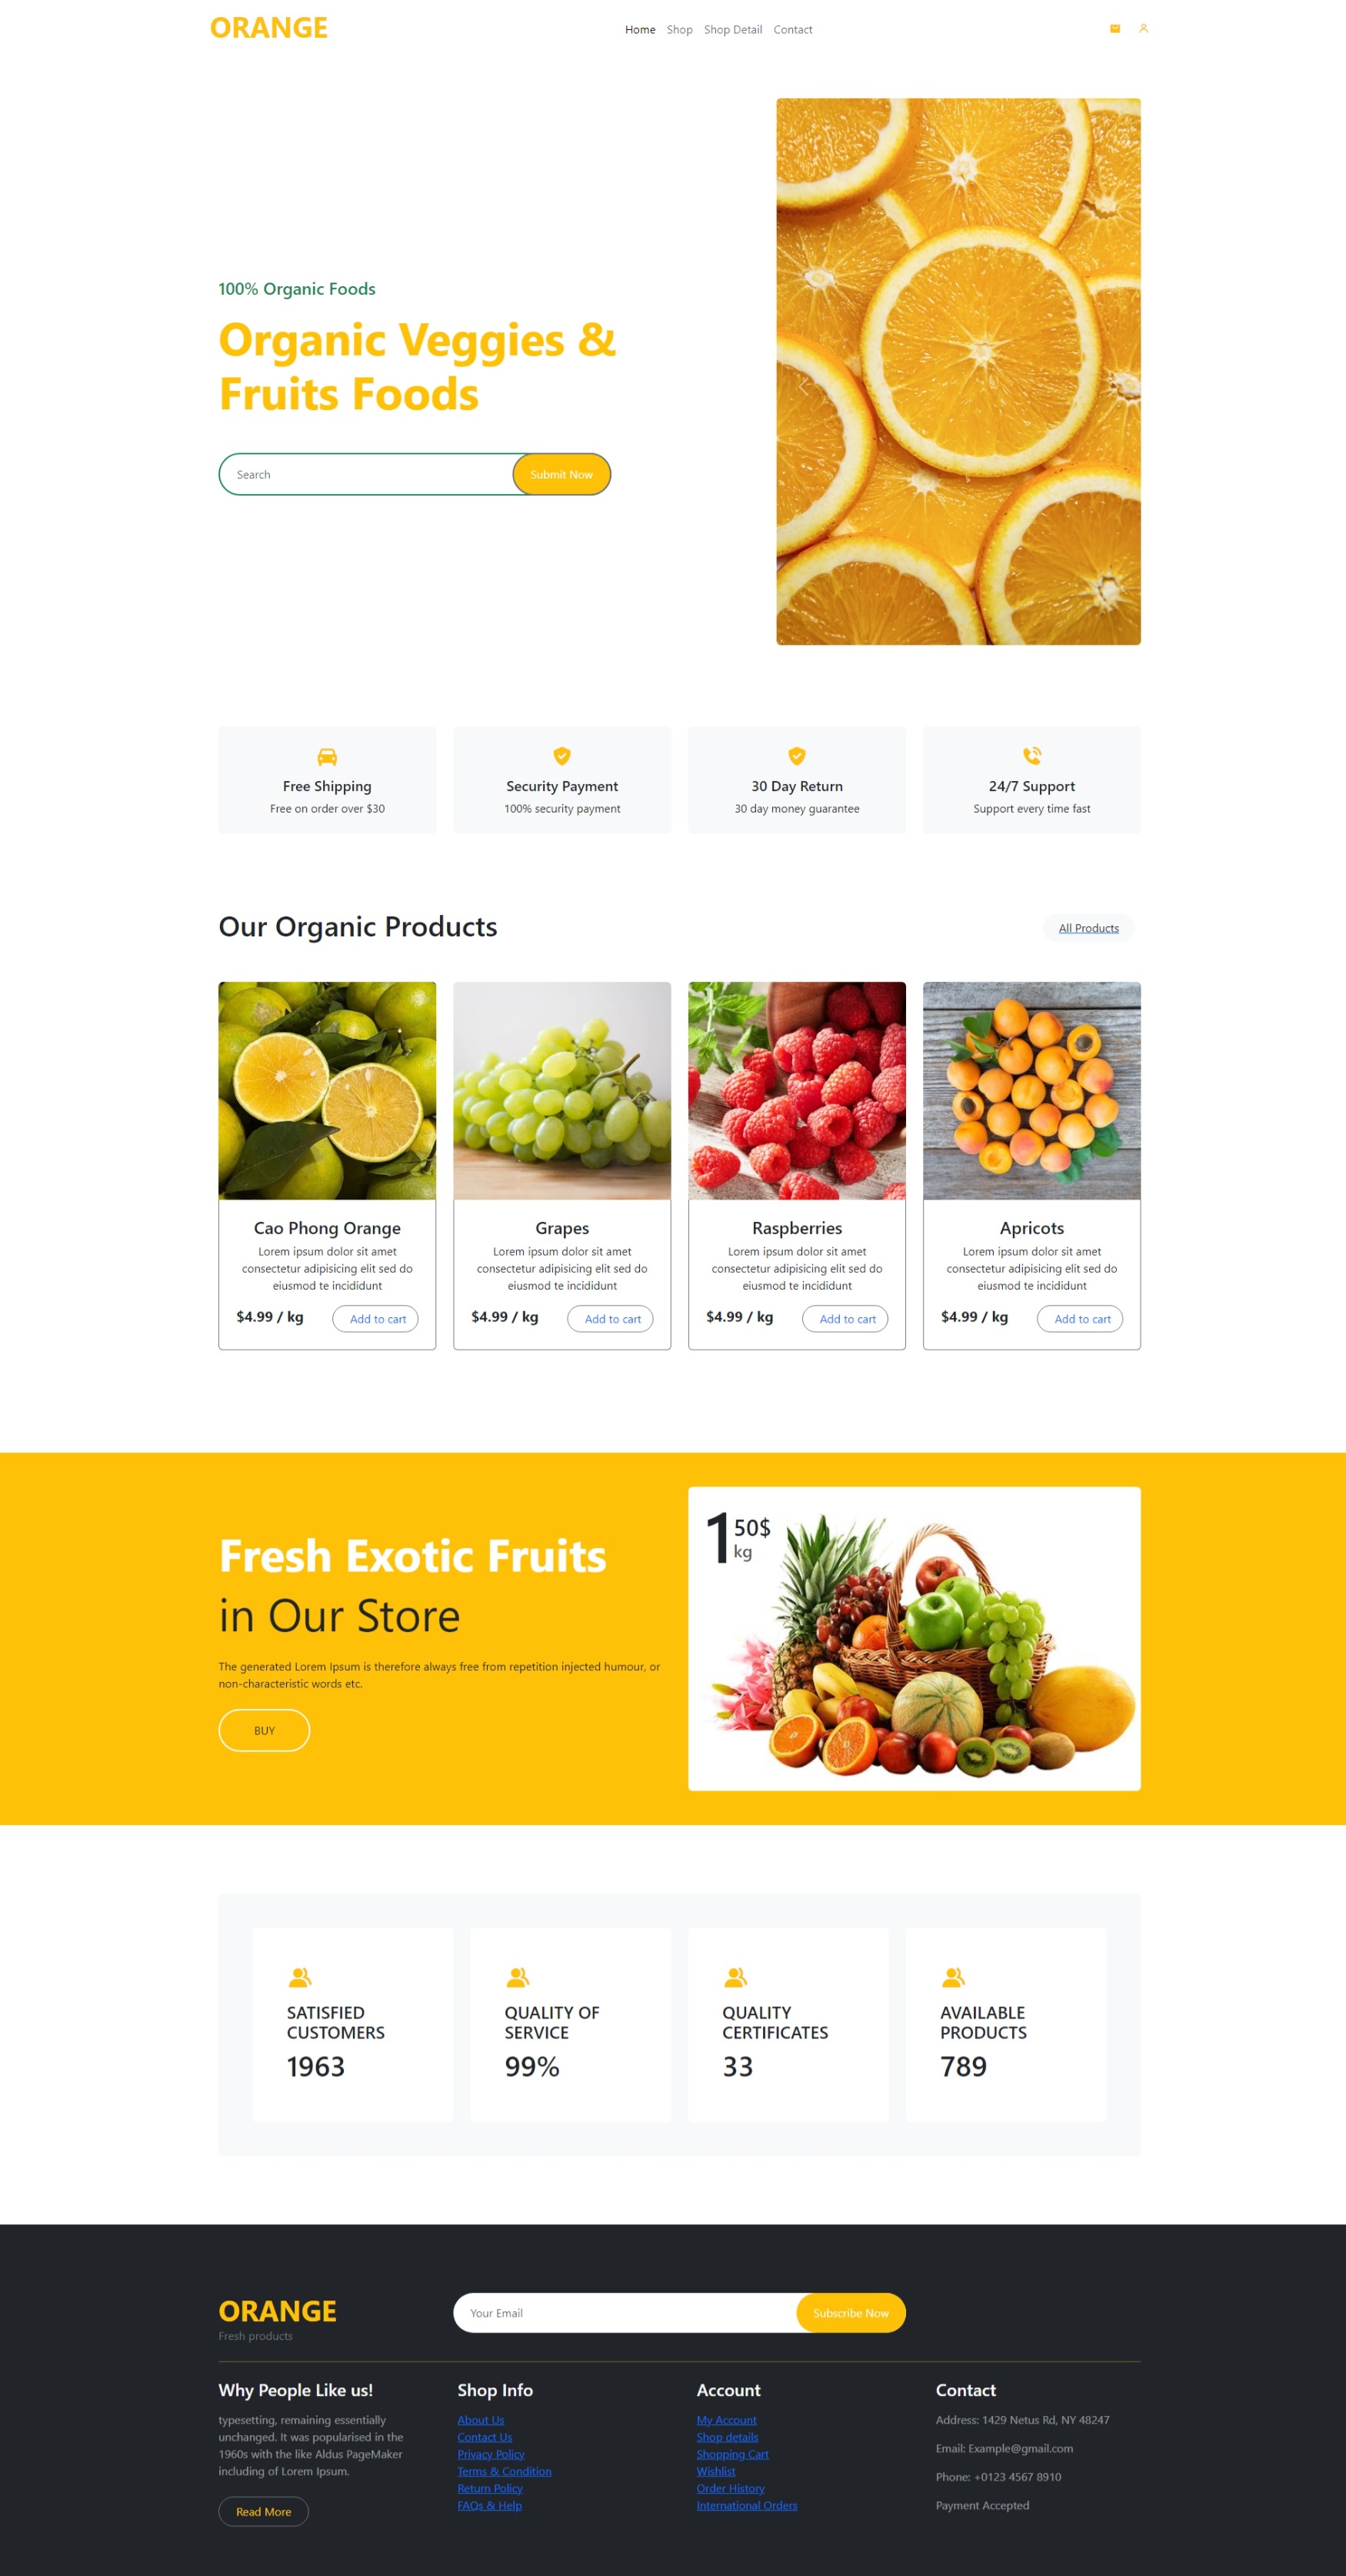 ORANGE
Home Shop Shop Detail Contact
100% Organic Foods
Organic Veggies &
Fruits Foods
Search
Submit Now
Free Shipping
Free on order over $30
Security Payment
100% security payment
30 Day Return
30 day money guarantee
24/7 Support
Support every time fast
Our Organic Products
All Products
Cao Phong Orange
Lorem ipsum dolor sit amet
consectetur adipisicing elit sed do
eiusmod te incididunt
$4.99 / kg
Add to cart
Grapes
Lorem ipsum dolor sit amet
consectetur adipisicing elit sed do
eiusmod te incididunt
$4.99 / kg
Add to cart
Raspberries
Lorem ipsum dolor sit amet
consectetur adipisicing elit sed do
eiusmod te incididunt
$4.99 / kg
Add to cart
Apricots
Lorem ipsum dolor sit amet
consectetur adipisicing elit sed do
eiusmod te incididunt
$4.99 / kg
Add to cart
Fresh Exotic Fruits
in Our Store
The generated Lorem Ipsum is therefore always free from repetition injected humour, or
non-characteristic words etc.
BUY
1 50$
kg
SATISFIED
CUSTOMERS
1963
QUALITY OF
SERVICE
99%
QUALITY
CERTIFICATES
33
AVAILABLE
PRODUCTS
789
ORANGE
Fresh products
Your Email
Subscribe Now
Why People Like us!
typesetting, remaining essentially
unchanged. It was popularised in the
1960s with the like Aldus PageMaker
including of Lorem Ipsum.
Read More
Shop Info
About Us
Contact Us
Privacy Policy
Terms & Condition
Return Policy
FAQs & Help
Account
My Account
Shop details
Shopping Cart
Wishlist
Order History
International Orders
Contact
Address: 1429 Netus Rd, NY 48247
Email: Example@gmail.com
Phone: +0123 4567 8910
Payment Accepted